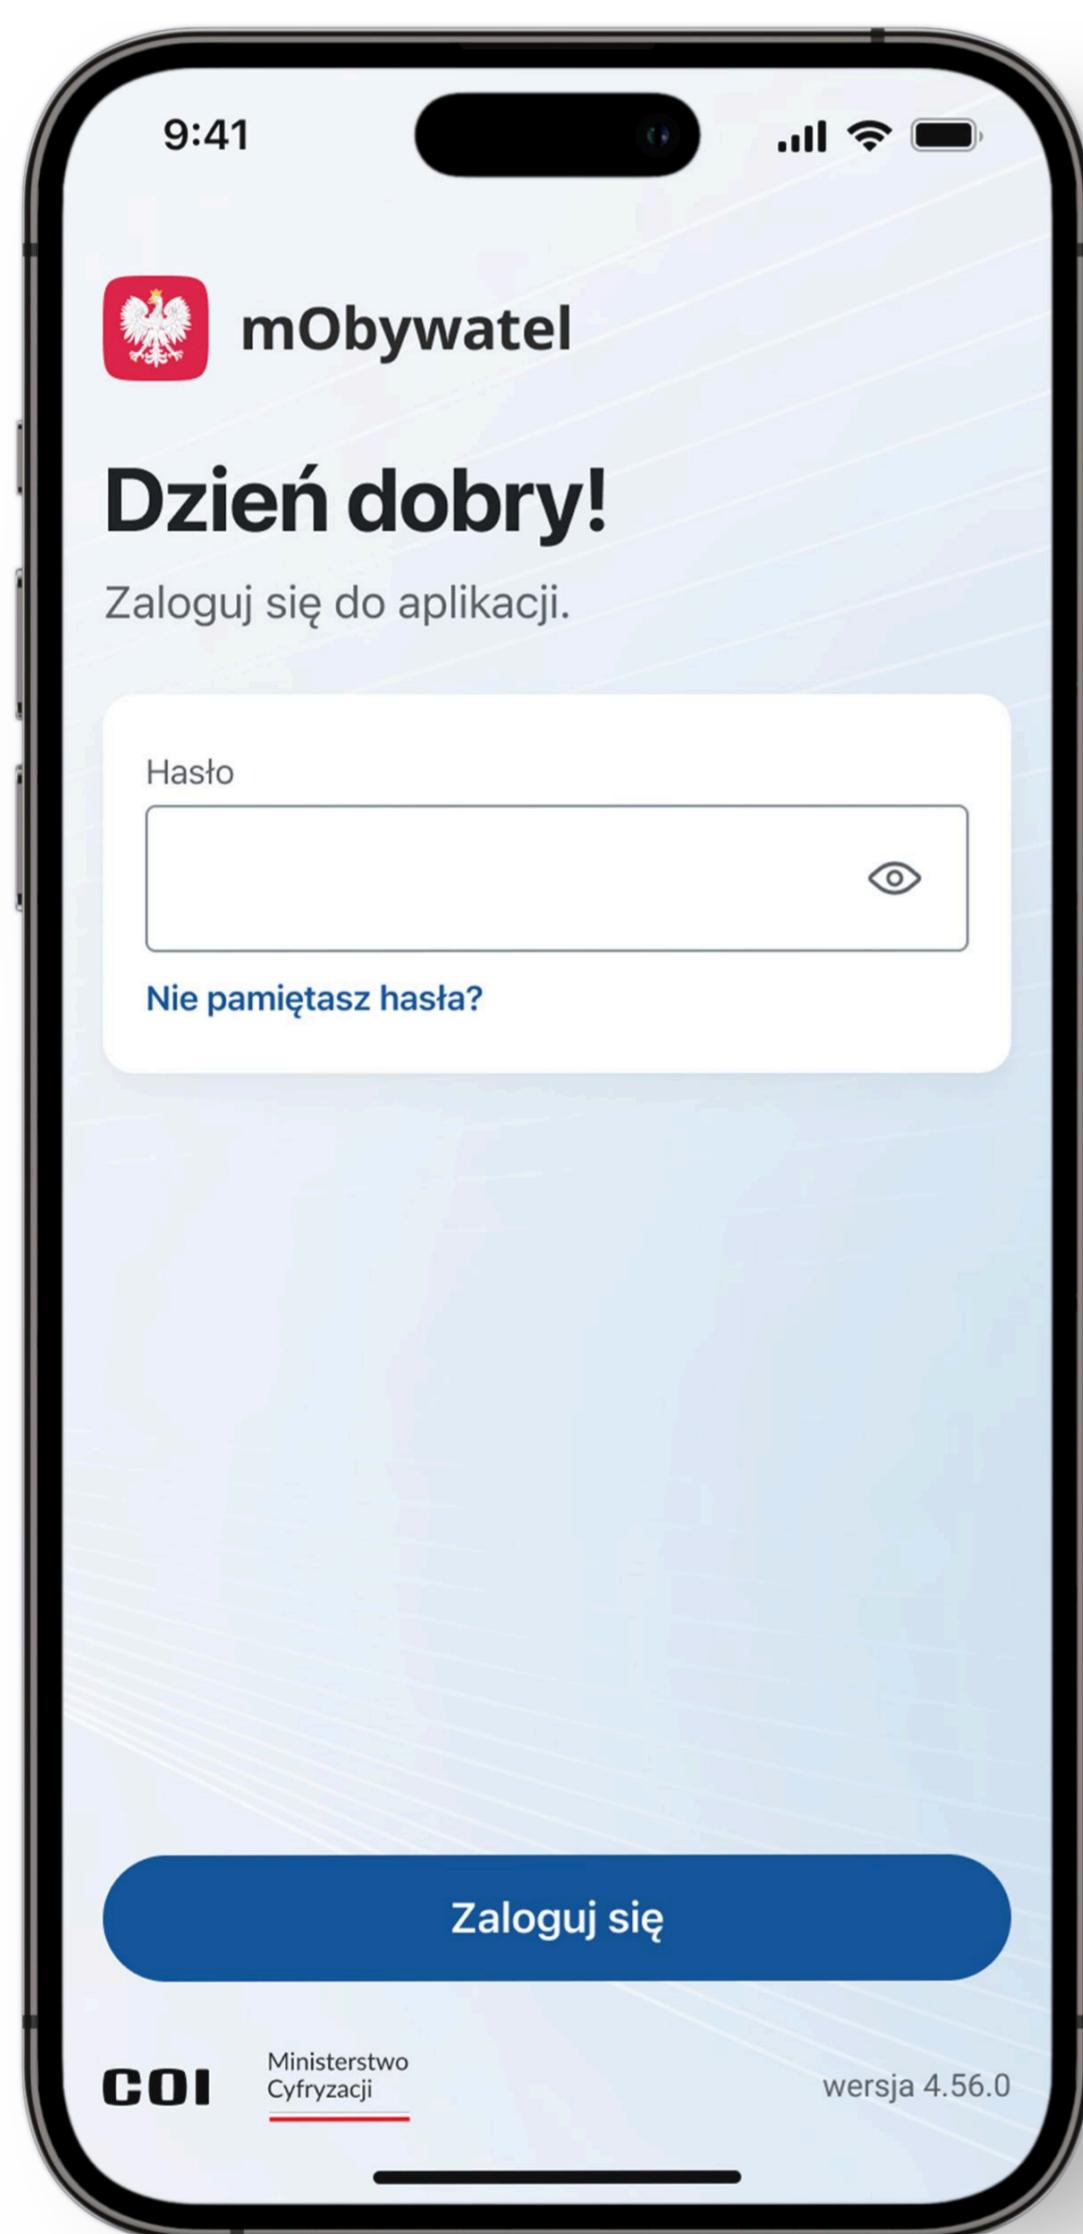 9:41
mObywatel
Dzień dobry!
Zaloguj się do aplikacji.
Hasło
Nie pamiętasz hasła?
Zaloguj się
COI
Ministerstwo
Cyfryzacji
wersja 4.56.0